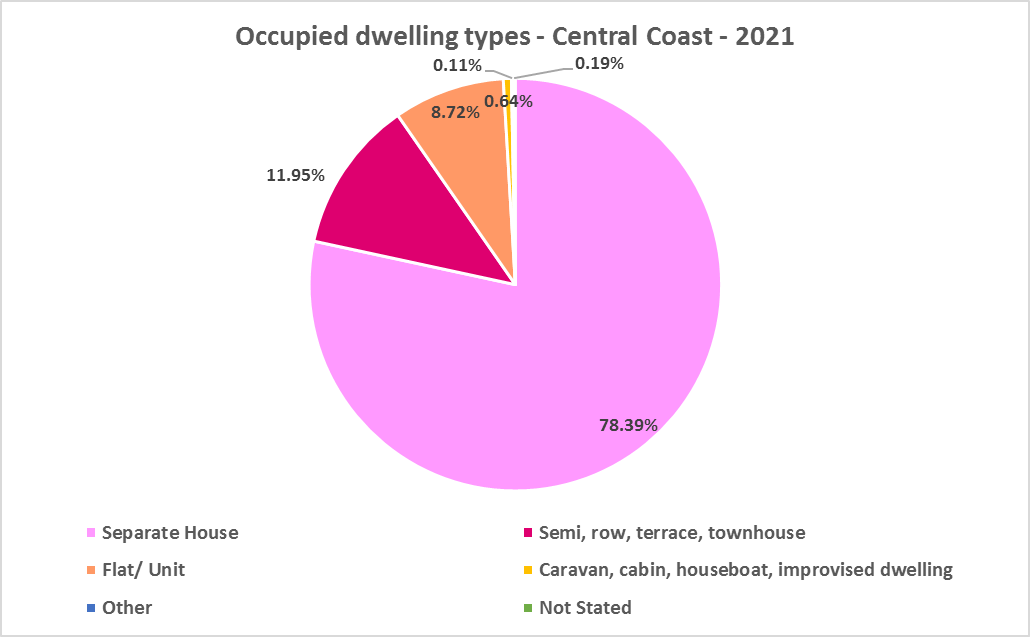 Occupied dwelling types - Central Coast - 2021
0.11%
0.19%
8.72%
0.64%
11.95%
78.39%
Separate House
Semi, row, terrace, townhouse
Flat/ Unit
Caravan, cabin, houseboat, improvised dwelling
Other
Not Stated